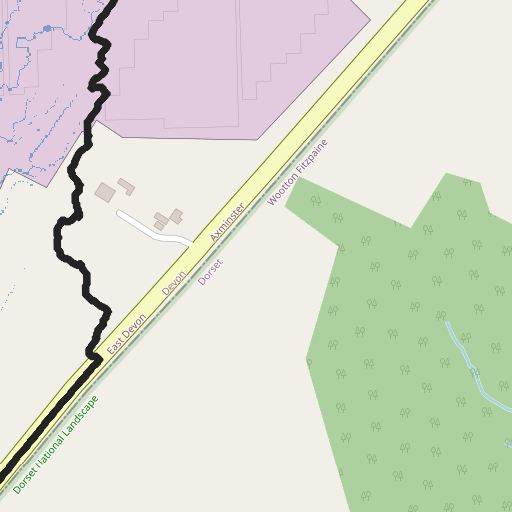 Wootton Fitzpaine
Axminster
Dorset
Devon
East Devon
Dorset National Landscape